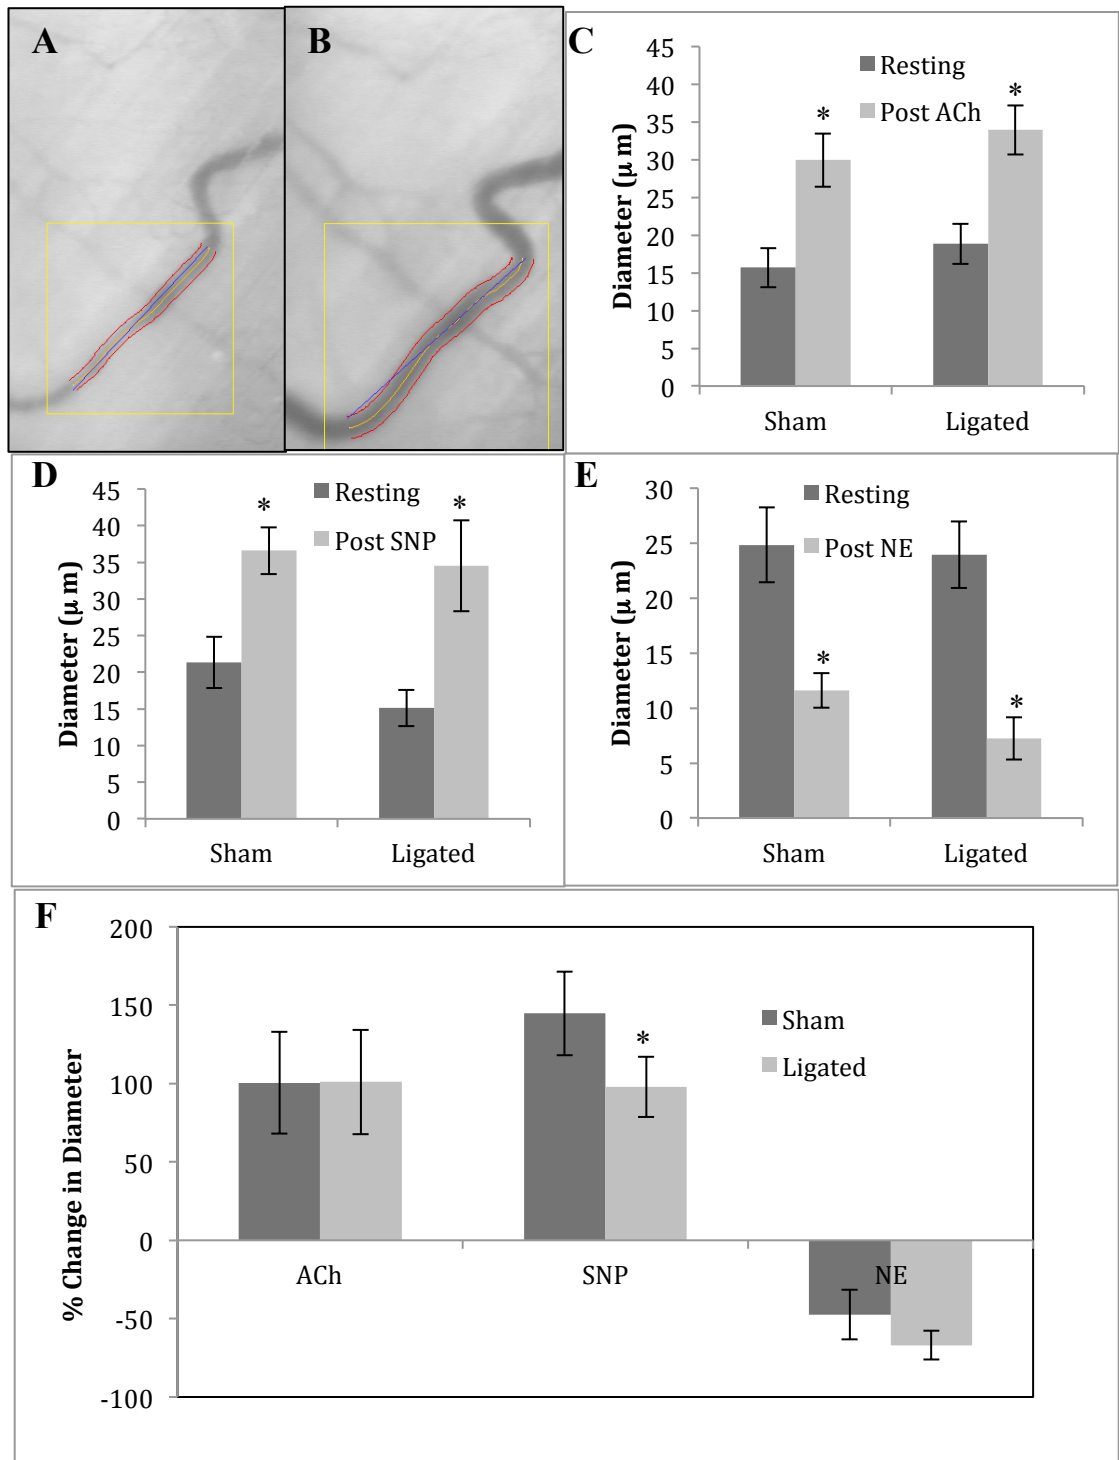 A
B
C
45
40
35
30
25
20
15
10
5
0
Diameter (μ m)
Resting
Post ACh
*
*
Sham
Ligated
D
45
40
35
30
25
20
15
10
5
0
Diameter (μ m)
Resting
Post SNP
*
*
Sham
Ligated
E
30
25
20
15
10
5
0
Diameter (μ m)
Resting
Post NE
*
*
Sham
Ligated
F
200
150
100
50
0
-50
-100
% Change in Diameter
Sham
Ligated
*
ACh
SNP
NE